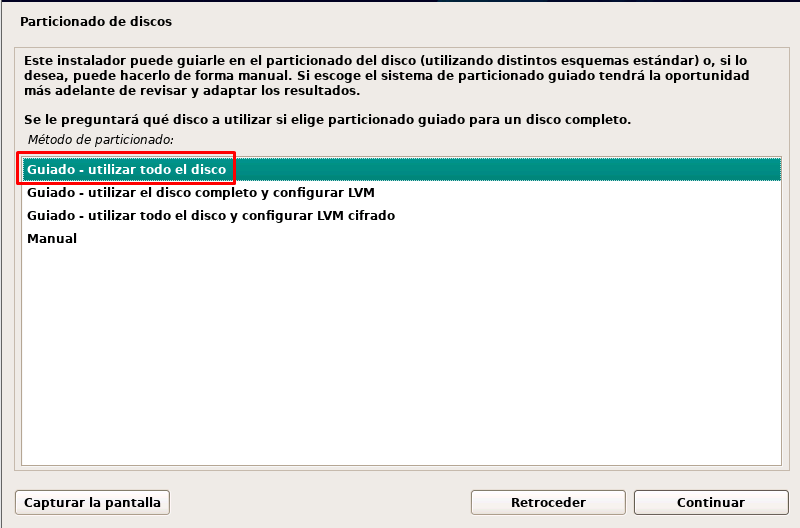 Particionado de discos
Este instalador puede guiarle en el particionado del disco (utilizando distintos esquemas estándar) o, si lo
desea, puede hacerlo de forma manual. Si escoge el sistema de particionado guiado tendrá la oportunidad
más adelante de revisar y adaptar los resultados.
Se le preguntará qué disco a utilizar si elige particionado guiado para un disco completo.
Método de particionado:
Guiado - utilizar todo el disco
Guiado - utilizar el disco completo y configurar LVM
Guiado - utilizar todo el disco y configurar LVM cifrado
Manual
Capturar la pantalla
Retroceder
Continuar